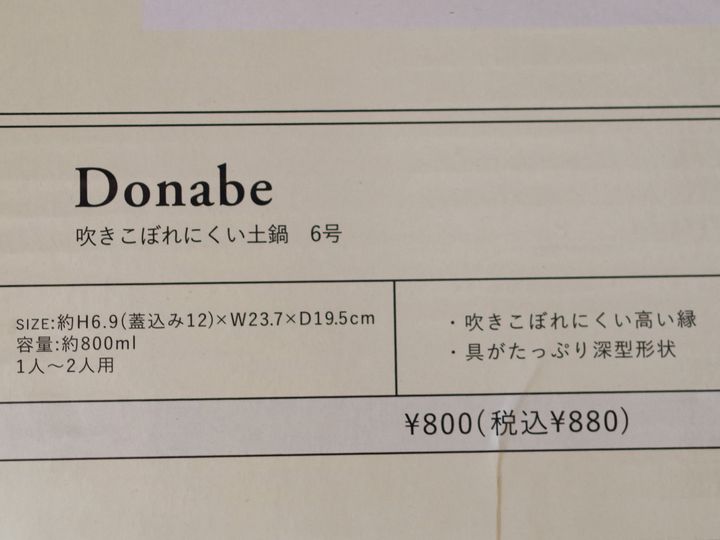 Donabe
吹きこぼれにくい土鍋　6号
SIZE:約H6.9(蓋込み12)×W23.7×D19.5cm
容量:約800ml
1人〜2人用
・吹きこぼれにくい高い縁
・具がたっぷり深型形状
¥800(税込¥880)